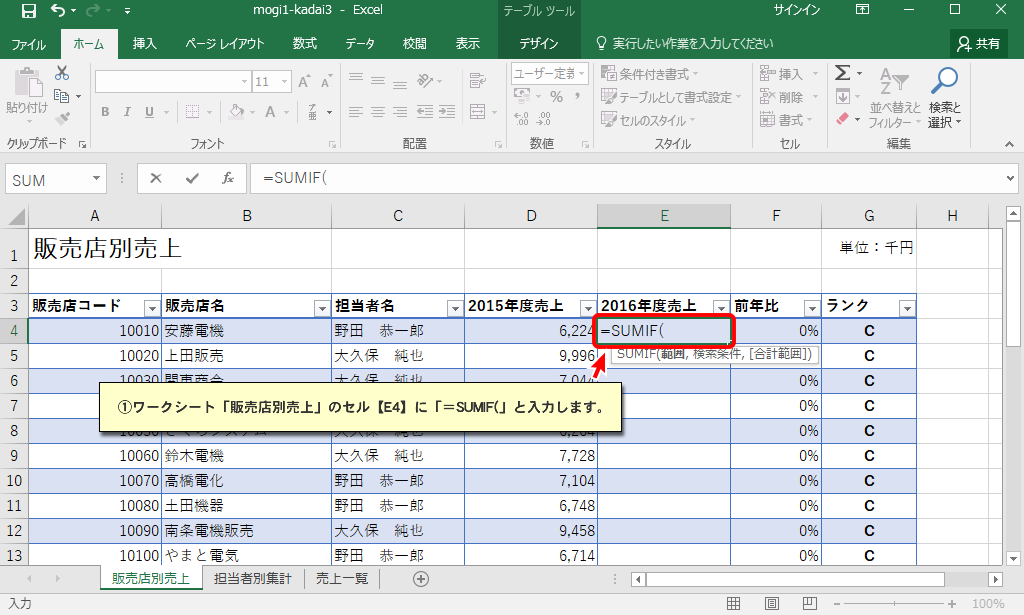 mogi1-kadai3 - Excel
テーブル ツール
サインイン
ファイル ホーム 挿入 ページ レイアウト 数式 データ 校閲 表示 デザイン 実行したい作業を入力してください 共有
貼り付け
クリップボード
11
A A
B I U
フォント
配置
ユーザー定義
% ,
数値
条件付き書式
テーブルとして書式設定
セルのスタイル
スタイル
挿入
削除
書式
セル
Σ
並べ替えと
フィルター
検索と
選択
編集
SUM fx =SUMIF(
A B C D E F G H
1 販売店別売上 単位：千円
2
3 販売店コード 販売店名 担当者名 2015年度売上 2016年度売上 前年比 ランク
4 10010 安藤電機 野田 恭一郎 6,224 =SUMIF( 0% C
SUMIF(範囲, 検索条件, [合計範囲])
5 10020 上田販売 大久保 純也 9,996 0% C
6 0% C
①ワークシート「販売店別売上」のセル【E4】に「＝SUMIF(」と入力します。
7 0% C
8 0% C
9 10060 鈴木電機 大久保 純也 7,728 0% C
10 10070 高橋電化 野田 恭一郎 7,104 0% C
11 10080 土田機器 野田 恭一郎 6,748 0% C
12 10090 南条電機販売 大久保 純也 9,458 0% C
13 10100 やまと電気 野田 恭一郎 6,714 0% C
販売店別売上 担当者別集計 売上一覧
入力 100%